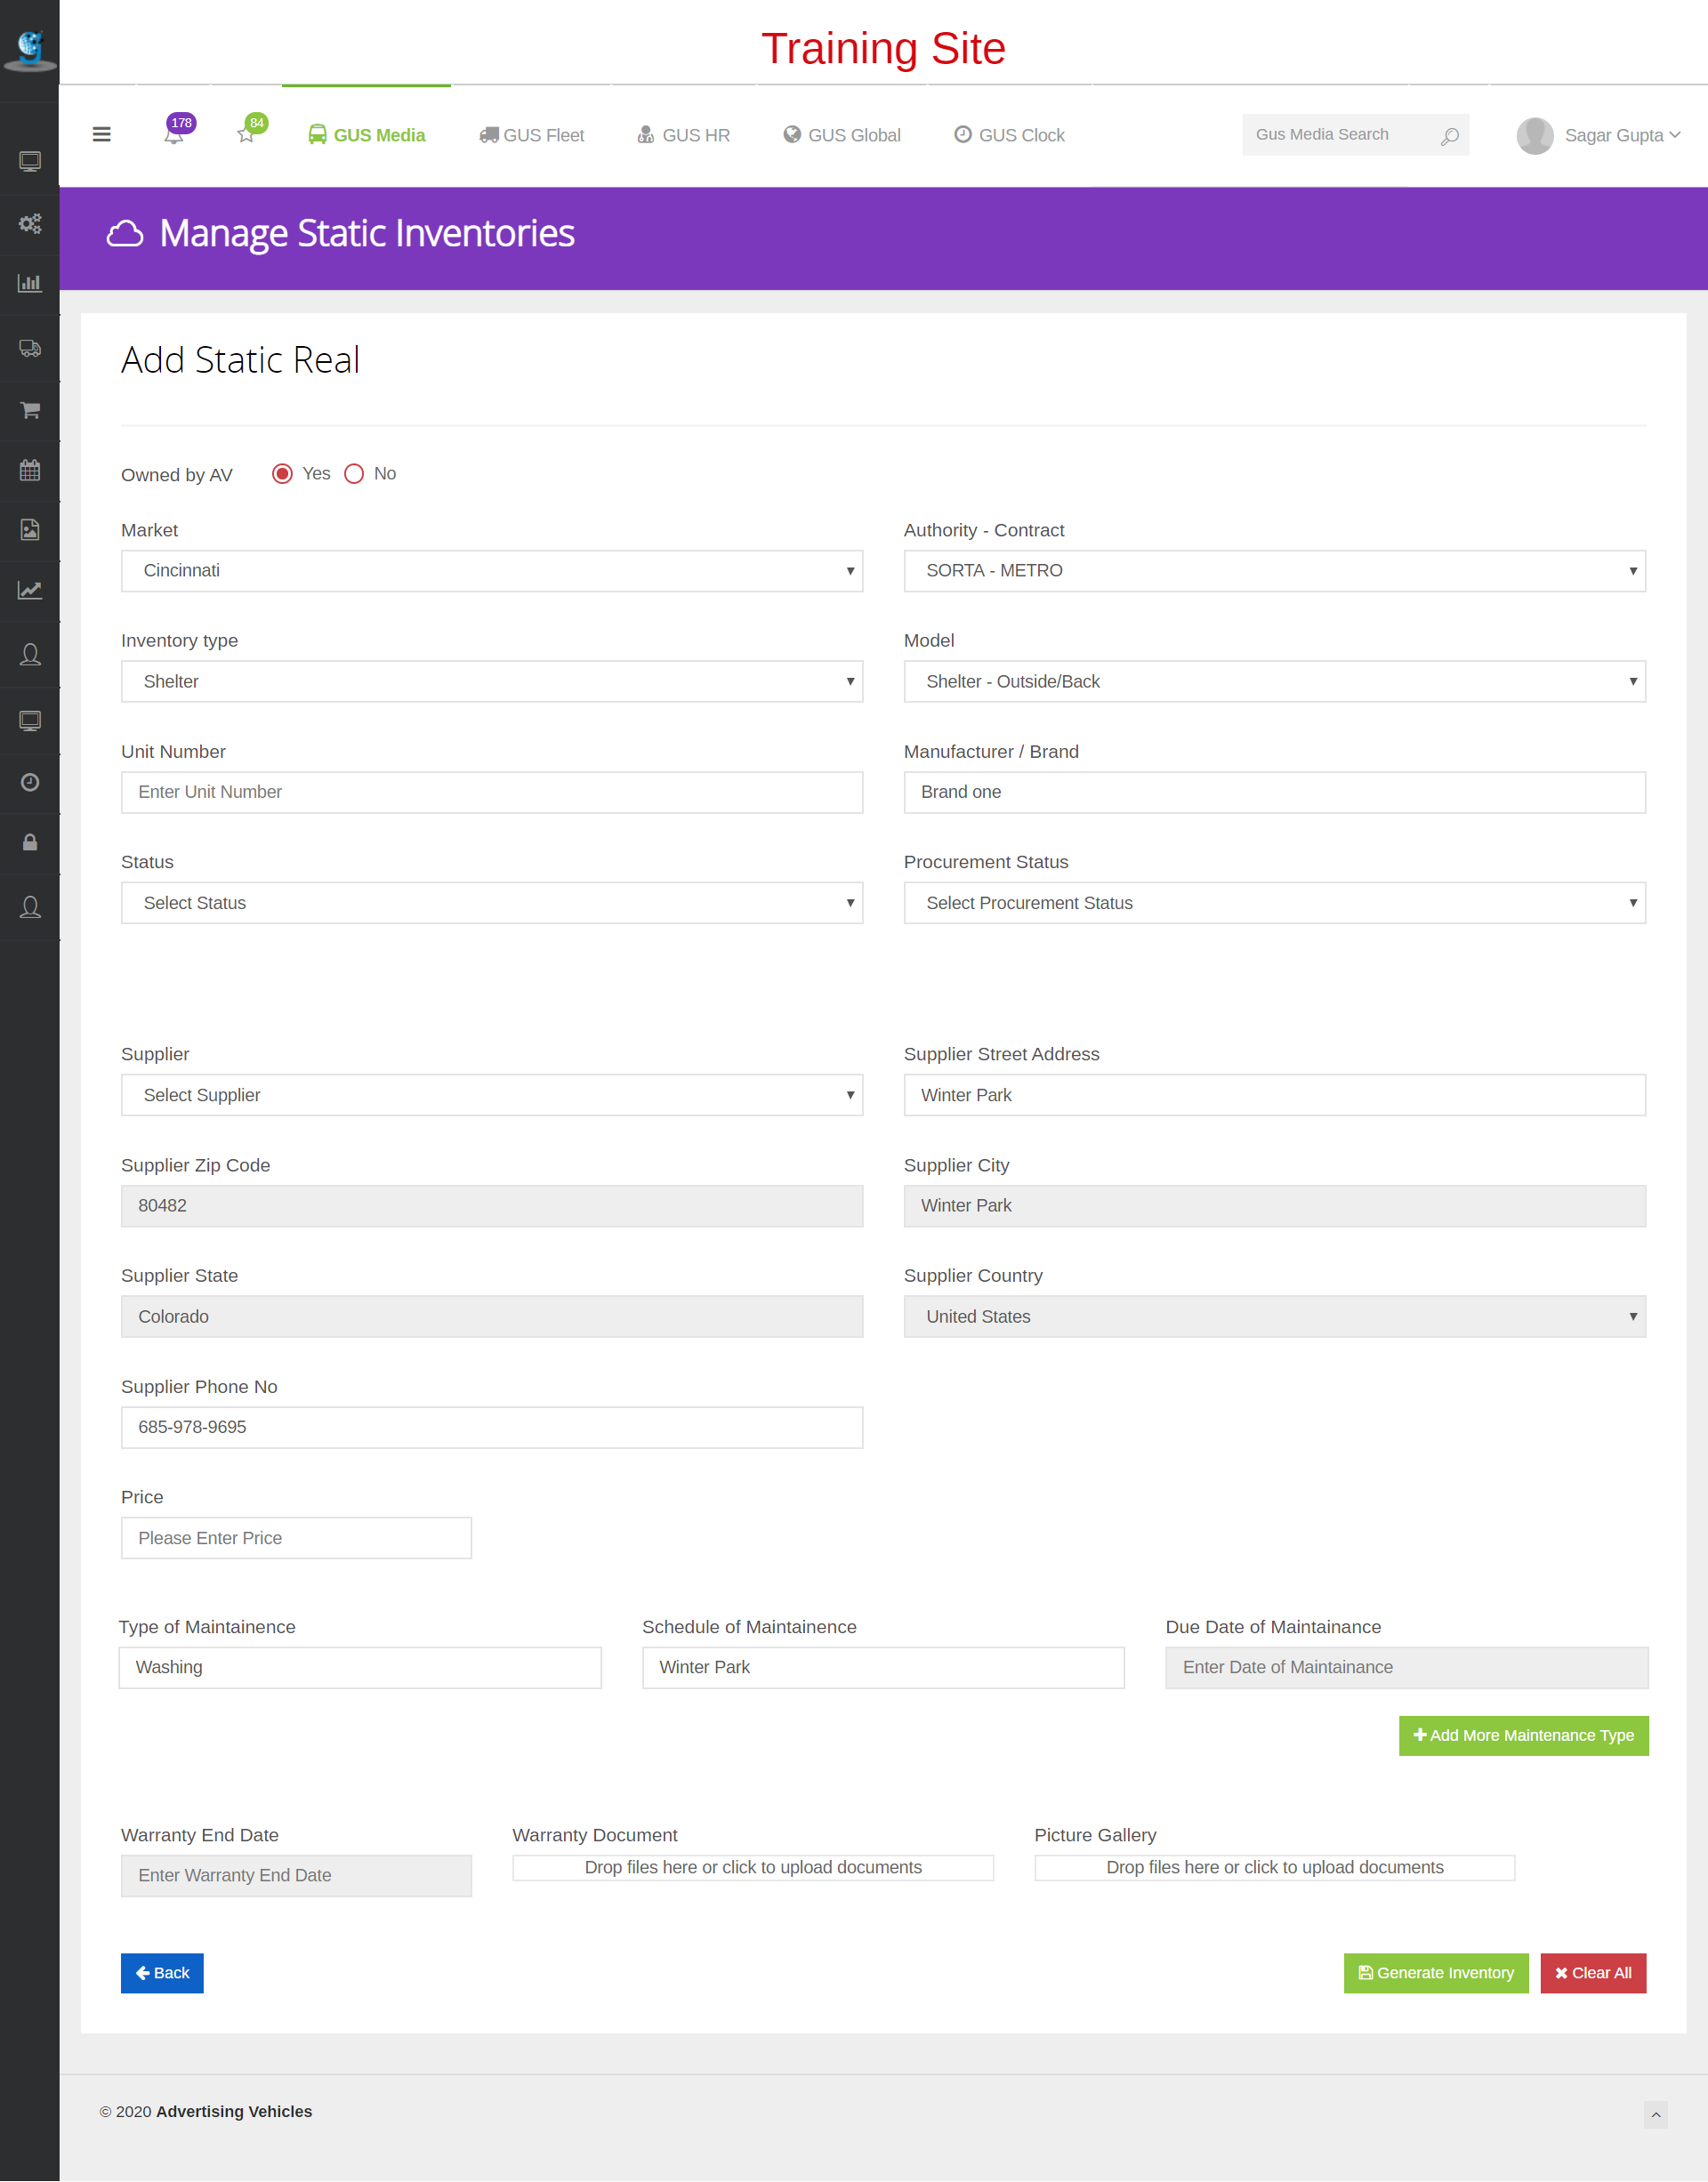 Training Site
178
84
GUS Media
GUS Fleet
GUS HR
GUS Global
GUS Clock
Gus Media Search
Sagar Gupta
Manage Static Inventories
Add Static Real
Owned by AV Yes No
Market Authority - Contract
Cincinnati SORTA - METRO
Inventory type Model
Shelter Shelter - Outside/Back
Unit Number Manufacturer / Brand
Enter Unit Number Brand one
Status Procurement Status
Select Status Select Procurement Status
Supplier Supplier Street Address
Select Supplier Winter Park
Supplier Zip Code Supplier City
80482 Winter Park
Supplier State Supplier Country
Colorado United States
Supplier Phone No
685-978-9695
Price
Please Enter Price
Type of Maintainence Schedule of Maintainence Due Date of Maintainance
Washing Winter Park Enter Date of Maintainance
Add More Maintenance Type
Warranty End Date Warranty Document Picture Gallery
Enter Warranty End Date Drop files here or click to upload documents Drop files here or click to upload documents
Back Generate Inventory Clear All
© 2020 Advertising Vehicles